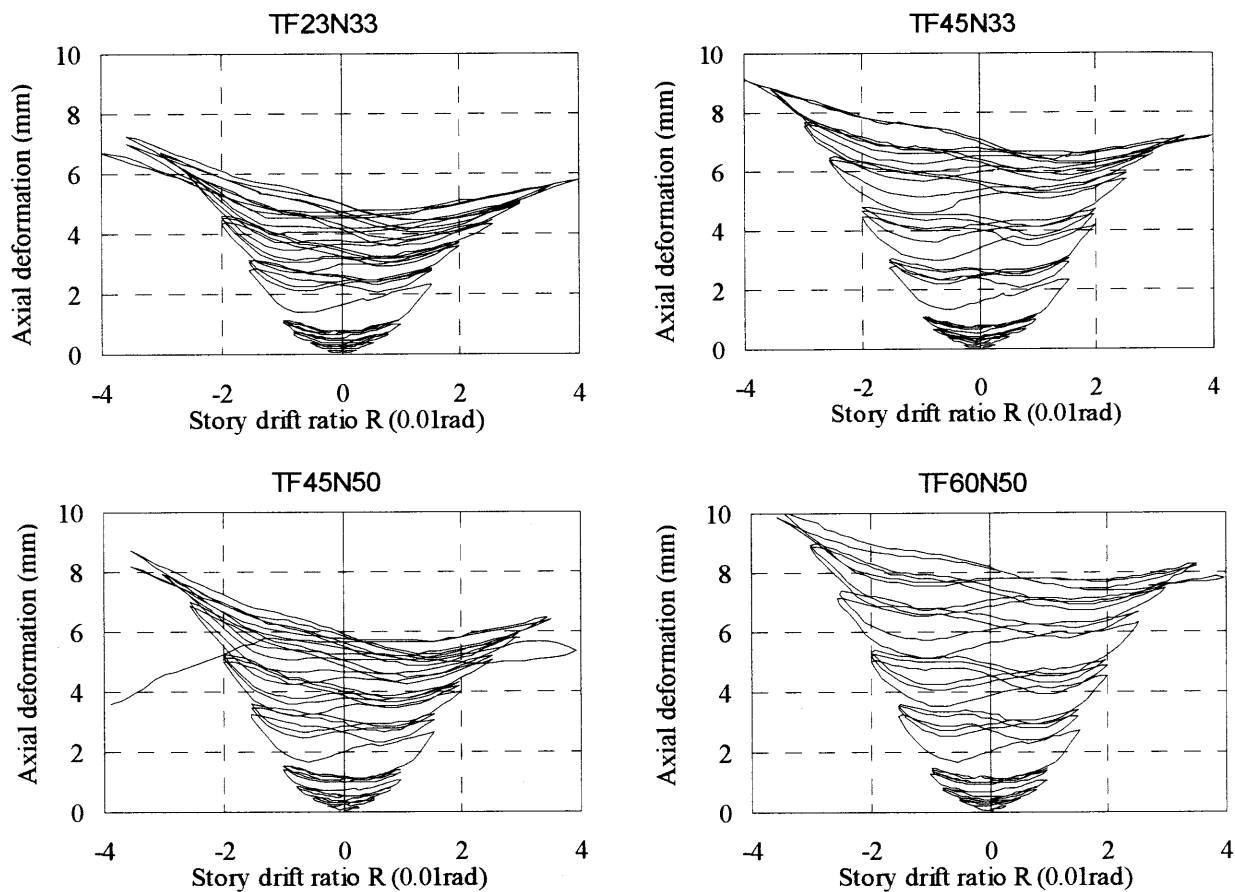 TF23N33
10
8
6
4
2
0
Axial deformation (mm)
-4 -2 0 2 4
Story drift ratio R (0.01rad)
TF45N33
10
8
6
4
2
0
Axial deformation (mm)
-4 -2 0 2 4
Story drift ratio R (0.01rad)
TF45N50
10
8
6
4
2
0
Axial deformation (mm)
-4 -2 0 2 4
Story drift ratio R (0.01rad)
TF60N50
10
8
6
4
2
0
Axial deformation (mm)
-4 -2 0 2 4
Story drift ratio R (0.01rad)